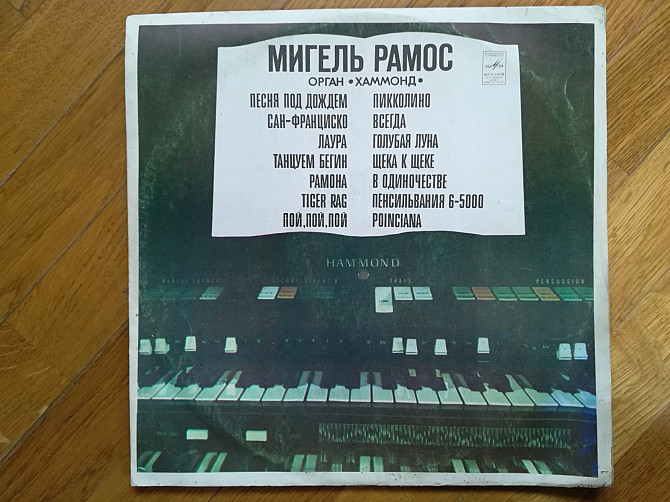 МИГЕЛЬ РАМОС
ОРГАН •ХАММОНД•
ПЕСНЯ ПОД ДОЖДЕМ
САН-ФРАНЦИСКО
ЛАУРА
ТАНЦУЕМ БЕГИН
РАМОНА
TIGER RAG
ПОЙ,ПОЙ,ПОЙ
ПИККОЛИНО
ВСЕГДА
ГОЛУБАЯ ЛУНА
ЩЕКА К ЩЕКЕ
В ОДИНОЧЕСТВЕ
ПЕНСИЛЬВАНИЯ 6-5000
POINCIANA
HAMMOND
PERCUSSION